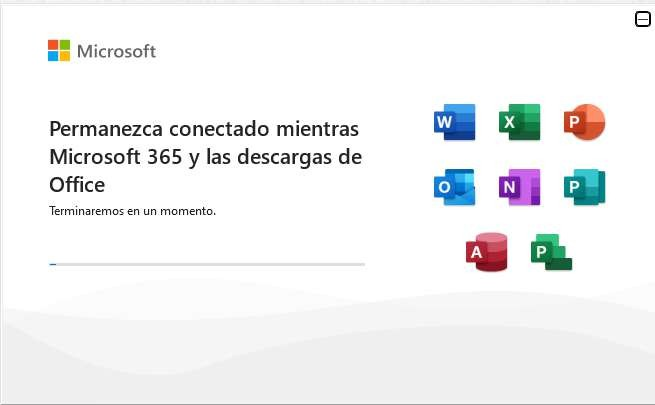 Microsoft
Permanezca conectado mientras
Microsoft 365 y las descargas de
Office
Terminaremos en un momento.
W
X
P
O
N
P
A
P